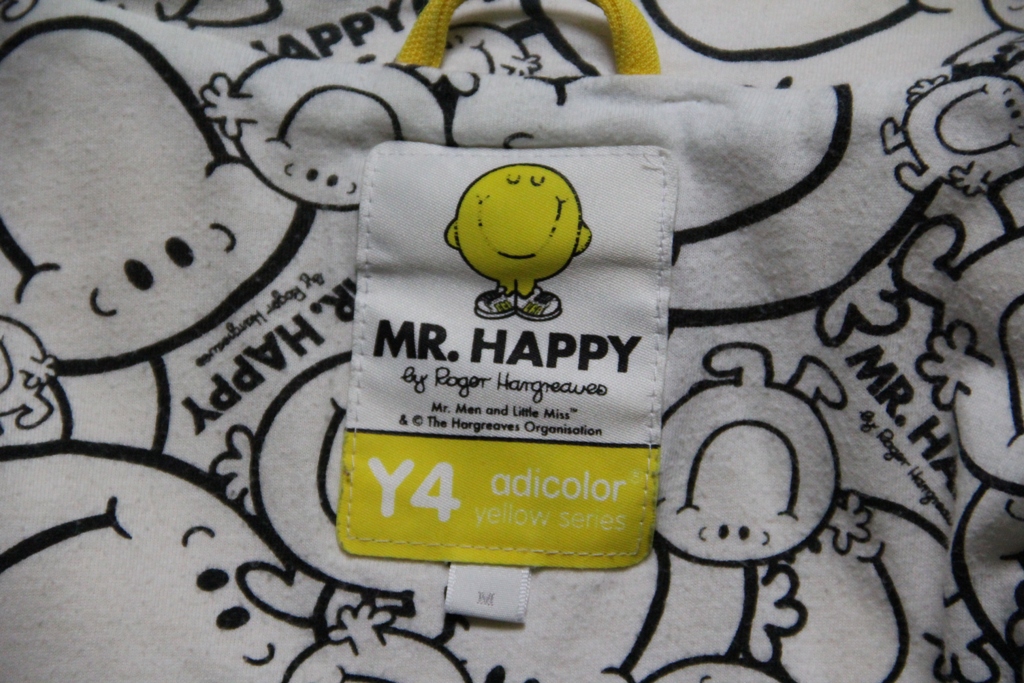 APPY
MR. HAPPY
by Roger Hargreaves
Mr. Men and Little Miss™
& © The Hargreaves Organisation
Y4 adicolor®
yellow series
M
MR. HAPPY
by Roger Hargreaves
MR. HA
by Roger Hargreave